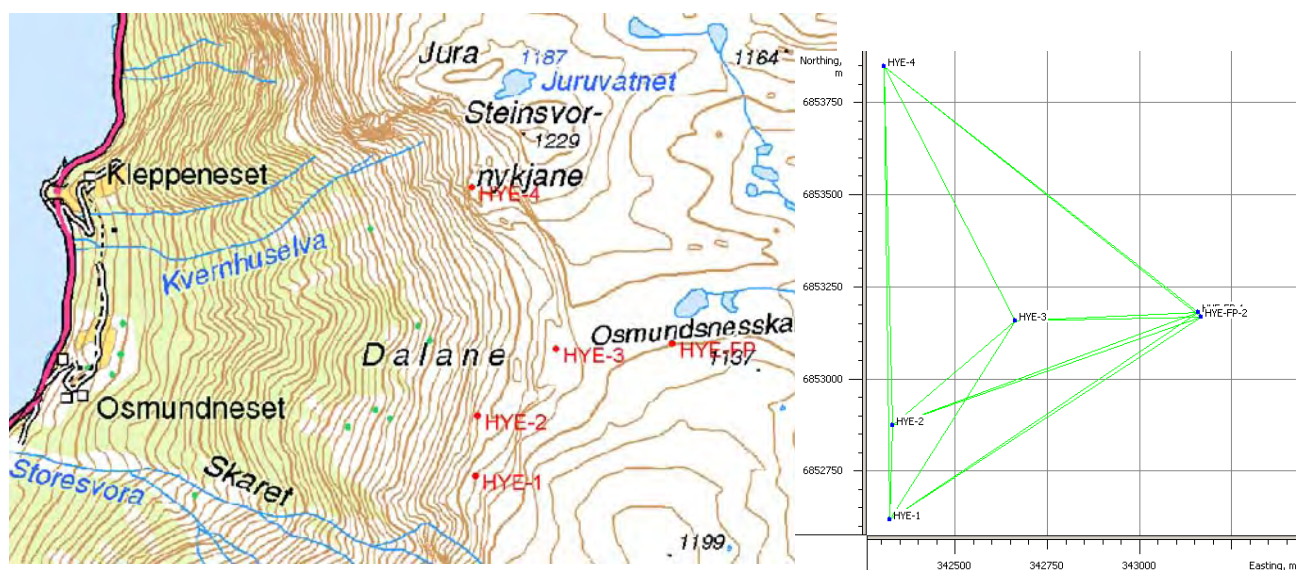 Jura
1187
Juruvatnet
1164
Steinsvor-
1229
nykjane
HYE-4
Kleppeneset
Kvernhuselva
Osmundsnesska
Dalane
HYE-3
HYE-FP
1137
Osmundneset
HYE-2
Storesvora
Skaret
HYE-1
1199
Northing,
m
HYE-4
6853750
6853500
6853250
HYE-3
HYE-FP-2
6853000
HYE-2
6852750
HYE-1
342500
342750
343000
Easting, m